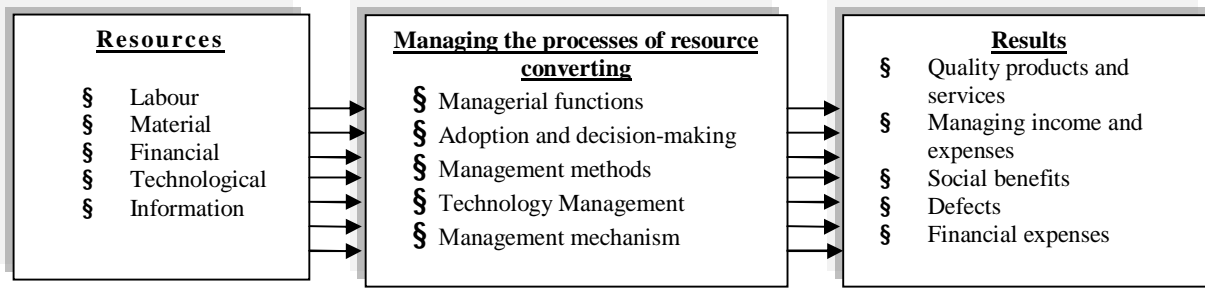 Resources
§ Labour
§ Material
§ Financial
§ Technological
§ Information
Managing the processes of resource
converting
§ Managerial functions
§ Adoption and decision-making
§ Management methods
§ Technology Management
§ Management mechanism
Results
§ Quality products and
services
§ Managing income and
expenses
§ Social benefits
§ Defects
§ Financial expenses